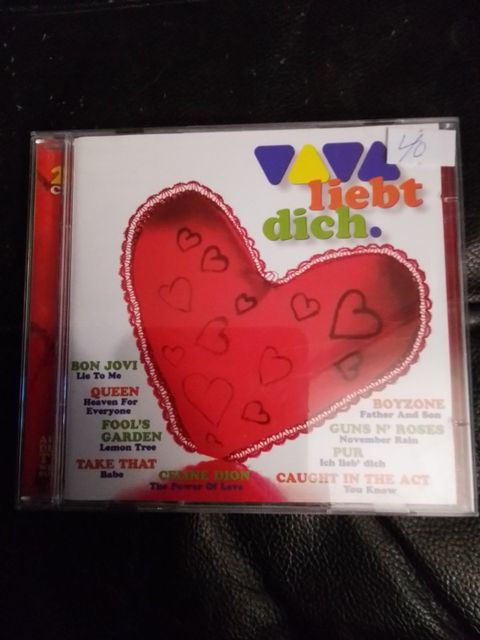 VIVA
40
liebt
dich.
2
BON JOVI
Lie To Me
QUEEN
Heaven For
Everyone
FOOL'S
GARDEN
Lemon Tree
TAKE THAT
Babe
CELINE DION
The Power Of Love
BOYZONE
Father And Son
GUNS N' ROSES
November Rain
PUR
Ich lieb' dich
CAUGHT IN THE ACT
You Know